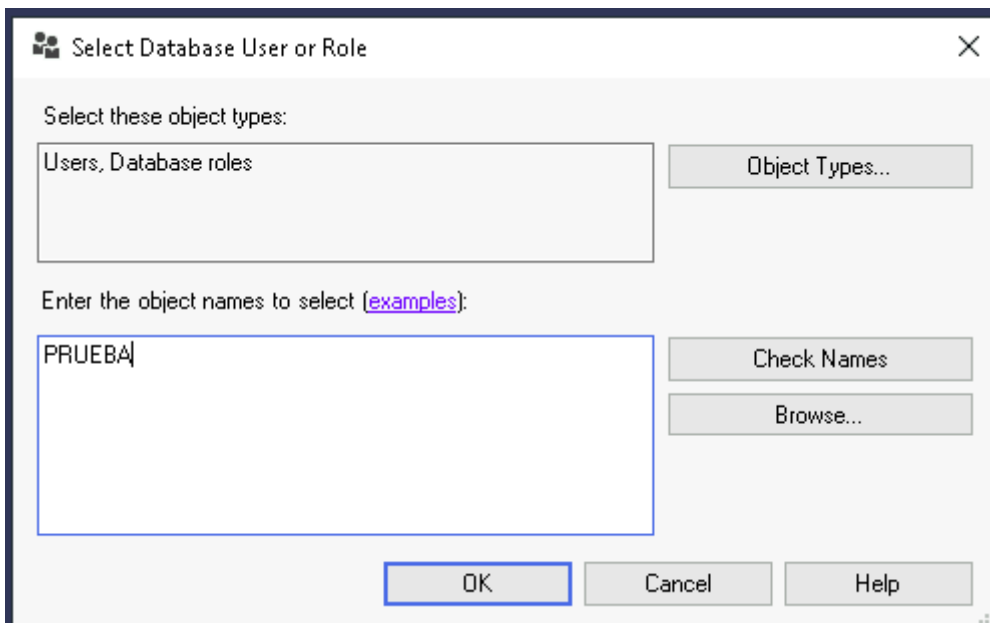 Select Database User or Role
Select these object types:
Users, Database roles
Object Types...
Enter the object names to select (examples):
PRUEBA
Check Names
Browse...
OK
Cancel
Help